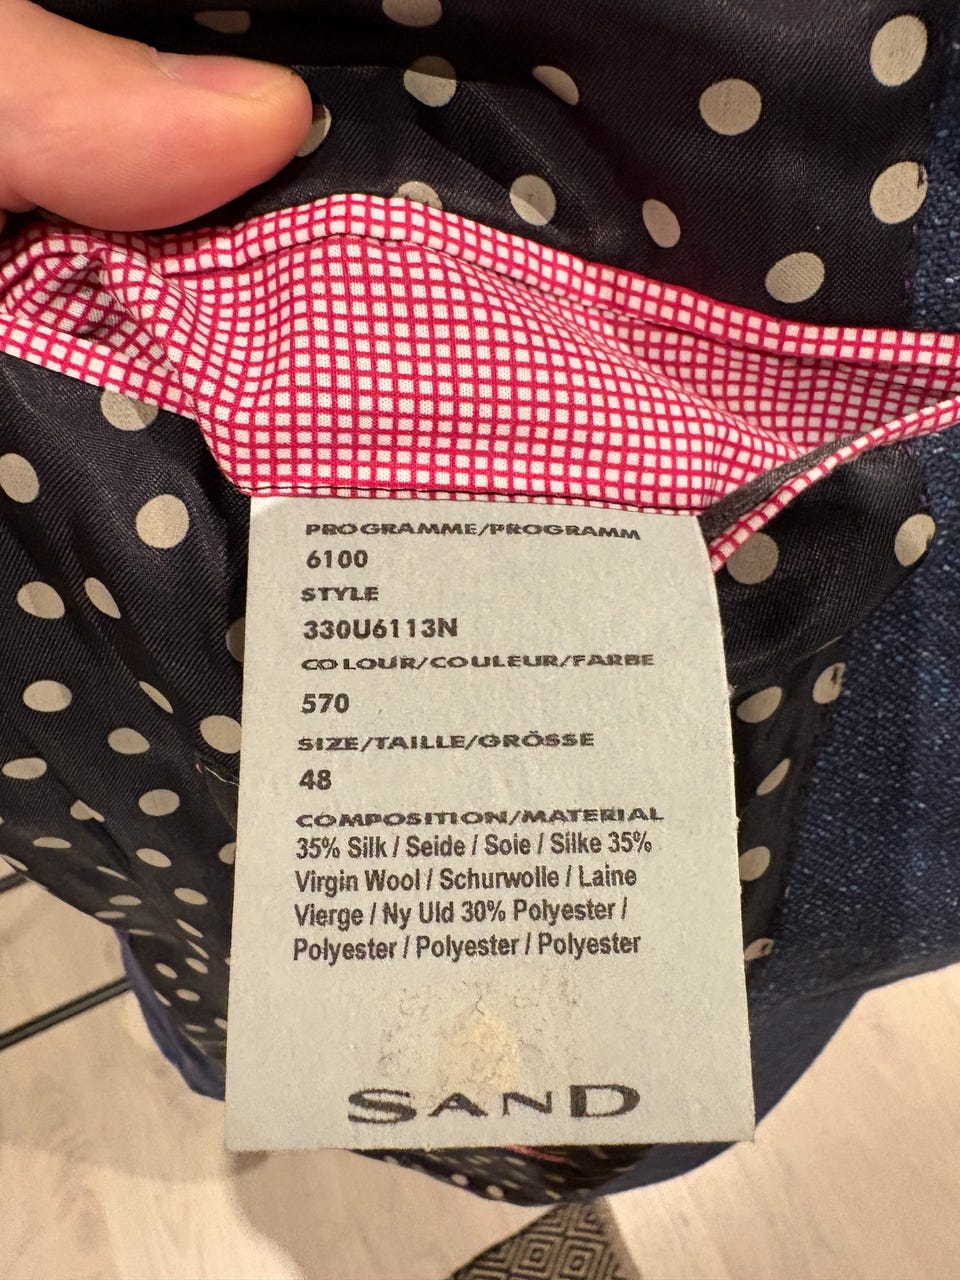 PROGRAMME/PROGRAMM
6100
STYLE
330U6113N
COLOUR/COULEUR/FARBE
570
SIZE/TAILLE/GRÖSSE
48
COMPOSITION/MATERIAL
35% Silk / Seide / Soie / Silke 35%
Virgin Wool / Schurwolle / Laine
Vierge / Ny Uld 30% Polyester /
Polyester / Polyester / Polyester
SAND